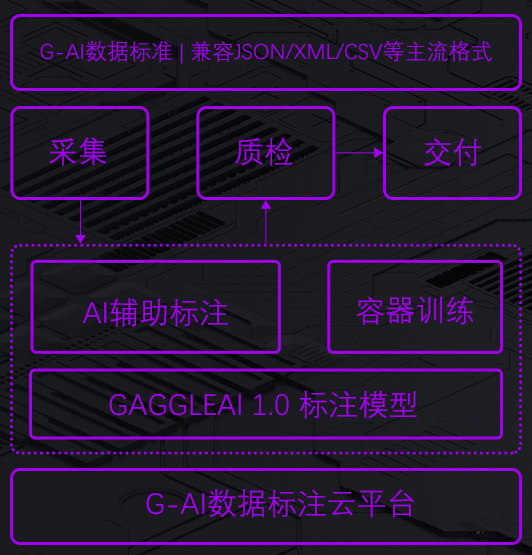 G-AI数据标准 | 兼容JSON/XML/CSV等主流格式
采集
质检
交付
AI辅助标注
容器训练
GAGGLEAI 1.0 标注模型
G-AI数据标注云平台